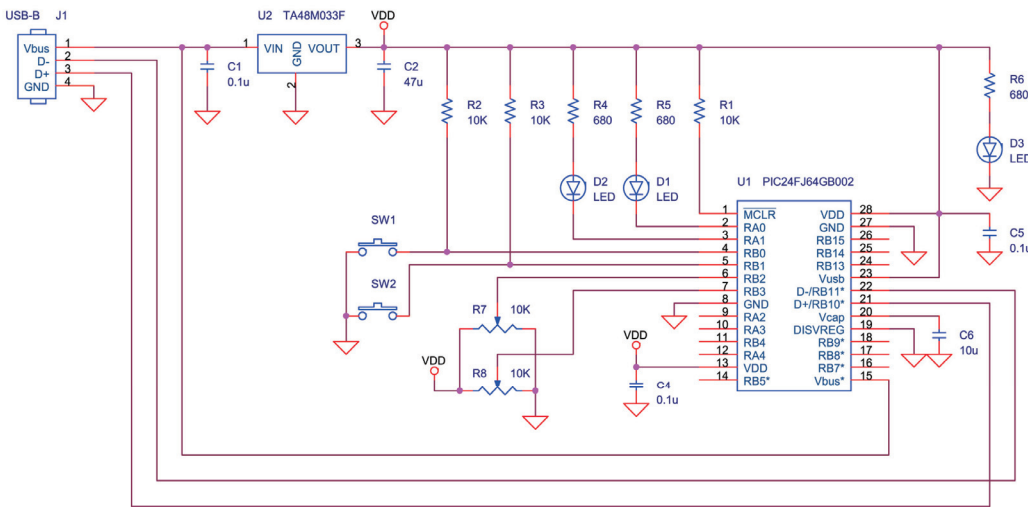 USB-B J1
Vbus 1
D- 2
D+ 3
GND 4
C1
0.1u
U2 TA48M033F
1 VIN GND VOUT 3
2
VDD
C2
47u
R2
10K
R3
10K
R4
680
R5
680
R1
10K
R6
680
D3
LED
D2
LED
D1
LED
U1 PIC24FJ64GB002
1 MCLR VDD 28
2 RA0 GND 27
3 RA1 RB15 26
4 RB0 RB14 25
5 RB1 RB13 24
6 RB2 Vusb 23
7 RB3 D-/RB11* 22
8 GND D+/RB10* 21
9 RA2 Vcap 20
10 RA3 DISVREG 19
11 RB4 RB9* 18
12 RA4 RB8* 17
13 VDD RB7* 16
14 RB5* Vbus* 15
C5
0.1u
C6
10u
SW1
SW2
R7 10K
VDD
R8 10K
VDD
C4
0.1u